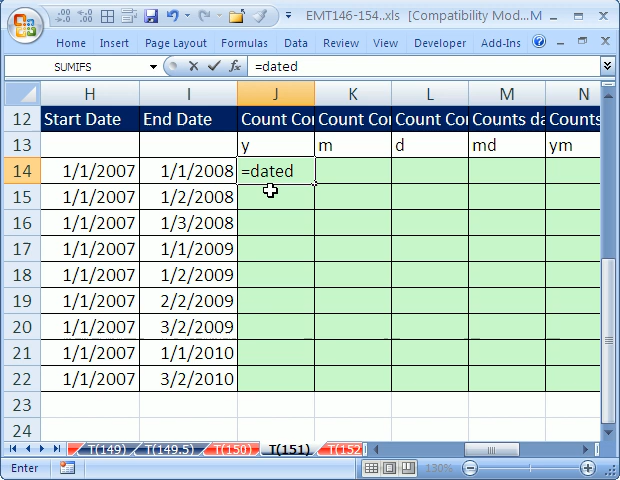 EMT146-154..xls [Compatibility Mod...M
Home Insert Page Layout Formulas Data Review View Developer Add-Ins
SUMIFS =dated
H I J K L M N
12 Start Date End Date Count Cor Count Cor Count Cor Counts da Counts
13 y m d md ym
14 1/1/2007 1/1/2008 =dated
15 1/1/2007 1/2/2008
16 1/1/2007 1/3/2008
17 1/1/2007 1/1/2009
18 1/1/2007 1/2/2009
19 1/1/2007 2/2/2009
20 1/1/2007 3/2/2009
21 1/1/2007 1/1/2010
22 1/1/2007 3/2/2010
23
24
T(149) T(149.5) T(150) T(151) T(152
Enter 130%